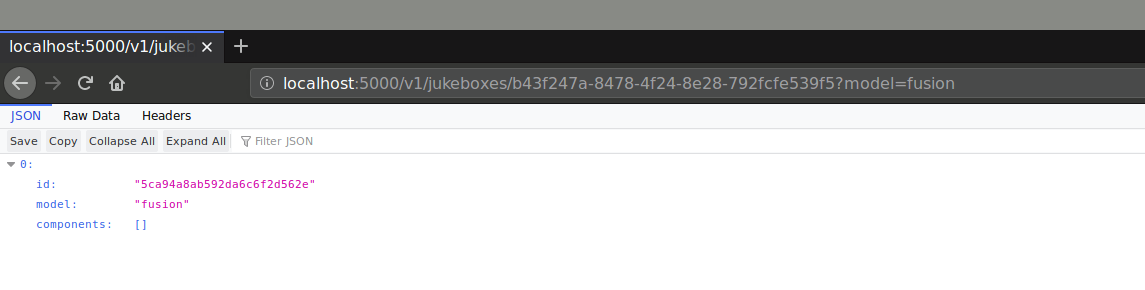 localhost:5000/v1/jukeb
localhost:5000/v1/jukeboxes/b43f247a-8478-4f24-8e28-792fcfe539f5?model=fusion
JSON Raw Data Headers
Save Copy Collapse All Expand All Filter JSON
0:
id: "5ca94a8ab592da6c6f2d562e"
model: "fusion"
components: []